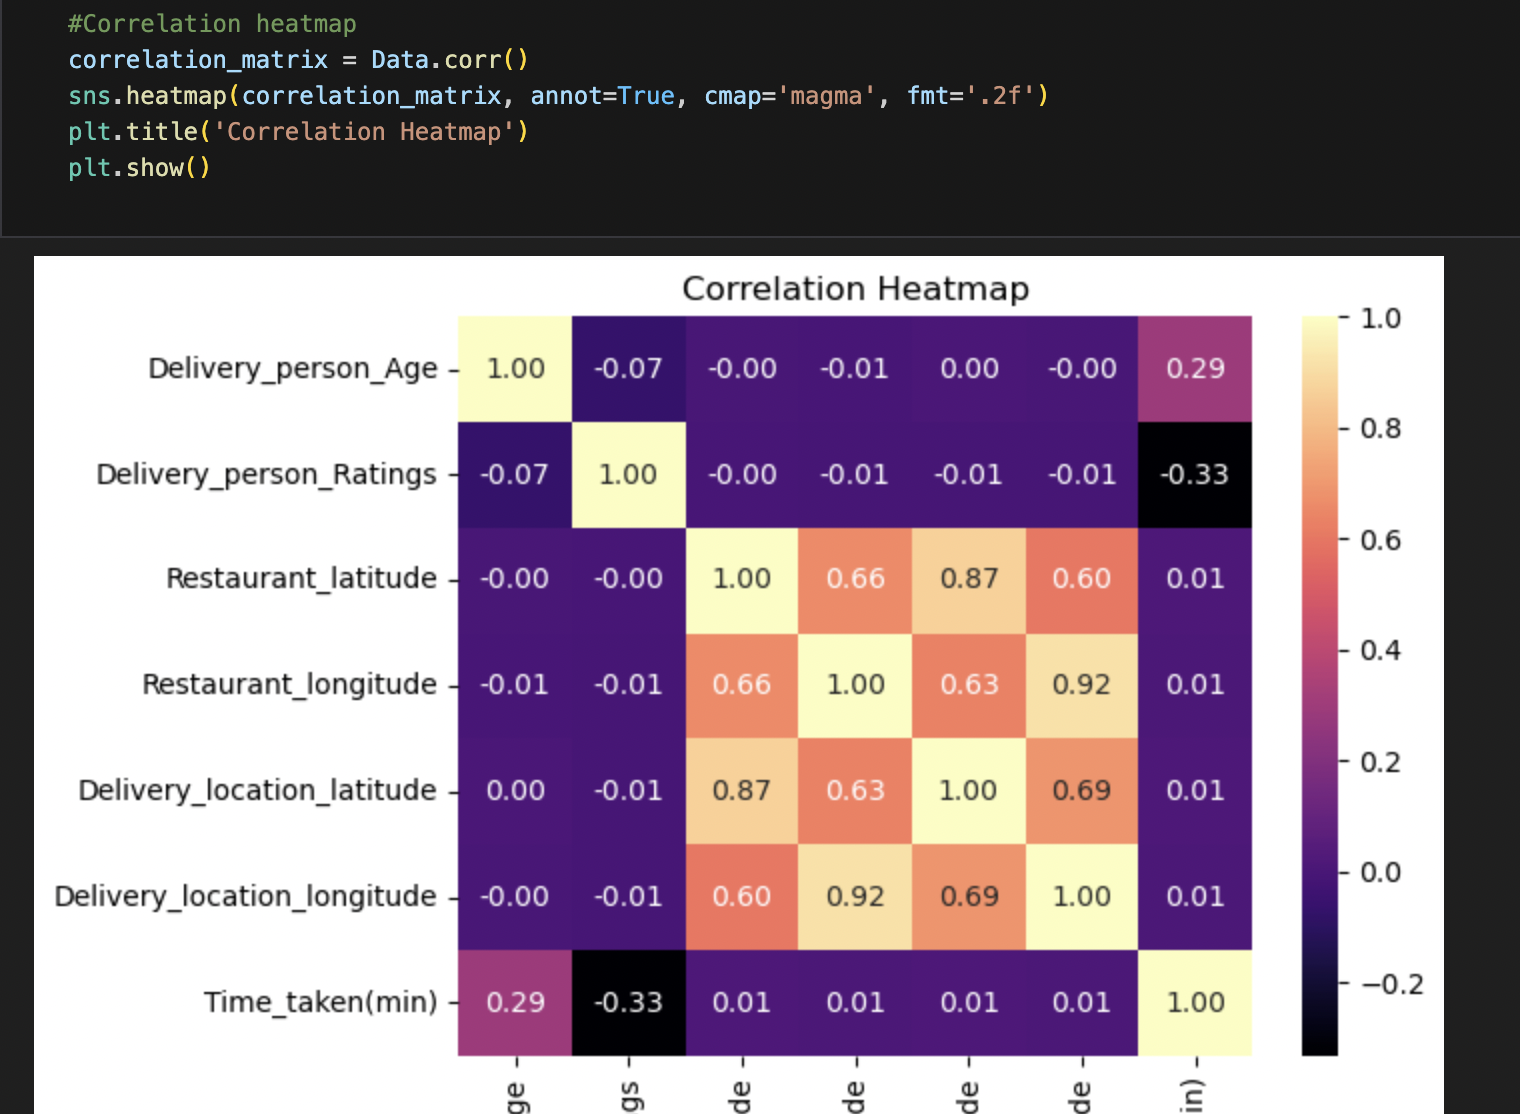 #Correlation heatmap
correlation_matrix = Data.corr()
sns.heatmap(correlation_matrix, annot=True, cmap='magma', fmt='.2f')
plt.title('Correlation Heatmap')
plt.show()
Correlation Heatmap
Delivery_person_Age 1.00 -0.07 -0.00 -0.01 0.00 -0.00 0.29
Delivery_person_Ratings -0.07 1.00 -0.00 -0.01 -0.01 -0.01 -0.33
Restaurant_latitude -0.00 -0.00 1.00 0.66 0.87 0.60 0.01
Restaurant_longitude -0.01 -0.01 0.66 1.00 0.63 0.92 0.01
Delivery_location_latitude 0.00 -0.01 0.87 0.63 1.00 0.69 0.01
Delivery_location_longitude -0.00 -0.01 0.60 0.92 0.69 1.00 0.01
Time_taken(min) 0.29 -0.33 0.01 0.01 0.01 0.01 1.00
ge gs de de de de in)
1.0
0.8
0.6
0.4
0.2
0.0
−0.2